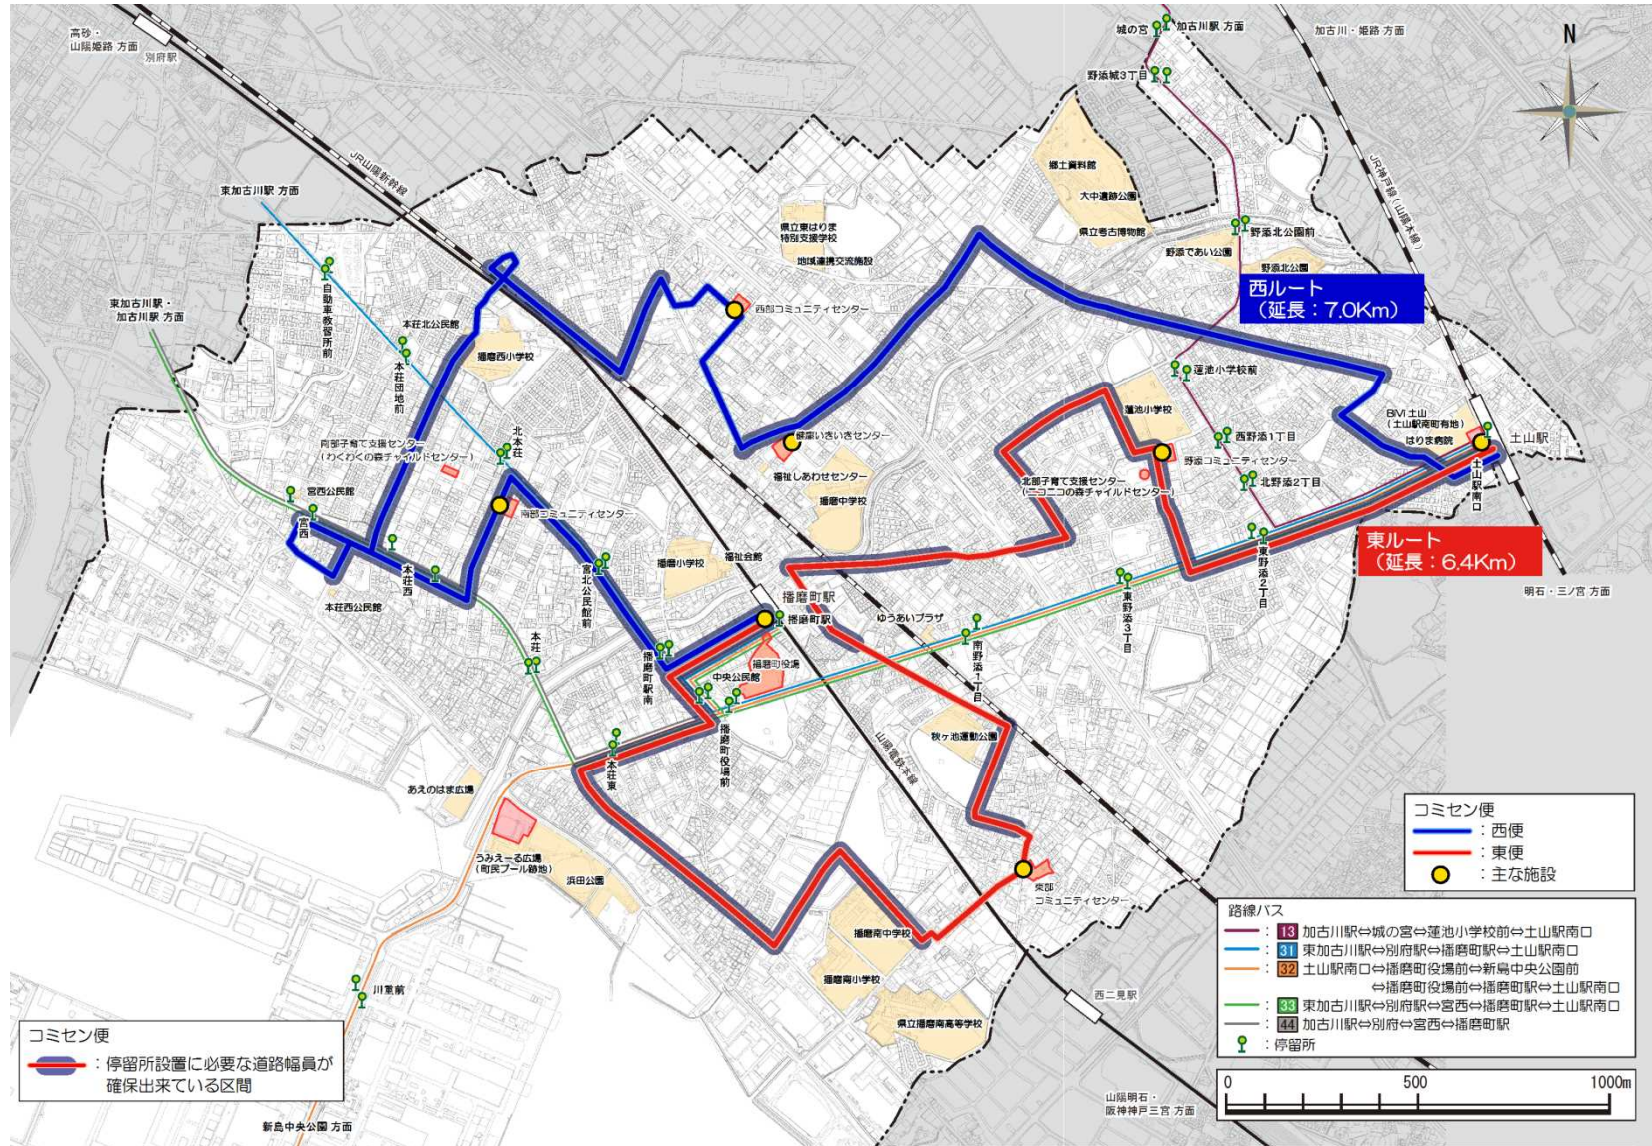 高砂・
山陽姫路 方面
別府駅
城の宮
加古川駅 方面
加古川・姫路 方面
N
野添城3丁目
JR山陽新幹線
JR神戸線(山陽本線)
東加古川駅 方面
郷土資料館
大中遺跡公園
県立考古博物館
県立東はりま
特別支援学校
地域連携交流施設
野添北公園前
野添であい公園
野添北公園
西ルート
(延長:7.0Km)
東加古川駅・
加古川駅 方面
自動車教習所前
本荘北公民館
西部コミュニティセンター
播磨西小学校
本荘団地前
蓮池小学校前
蓮池小学校
BiVi 土山
(土山駅南町有地)
はりま病院
土山駅
土山駅南口
西野添1丁目
野添コミュニティセンター
北野添2丁目
北部子育て支援センター
(ニコニコの森チャイルドセンター)
健康いきいきセンター
福祉しあわせセンター
播磨中学校
北本荘
南部子育て支援センター
(わくわくの森チャイルドセンター)
宮西公民館
宮西
南部コミュニティセンター
東ルート
(延長:6.4Km)
東野添2丁目
明石・三ノ宮 方面
本荘西
本荘西公民館
宮北公民館前
播磨小学校
福祉会館
播磨町駅
播磨町駅
東野添3丁目
ゆうあいプラザ
南野添1丁目
本荘
播磨町駅南
播磨町役場
中央公民館
播磨町役場前
秋ヶ池運動公園
山陽電鉄本線
本荘東
あえのはま広場
うみえーる広場
(町民プール跡地)
浜田公園
東部
コミュニティセンター
播磨南中学校
播磨南小学校
県立播磨南高等学校
川重前
西二見駅
新島中央公園 方面
山陽明石・
阪神神戸三宮 方面
コミセン便
:西便
:東便
:主な施設
路線バス
: 13 加古川駅⇔城の宮⇔蓮池小学校前⇔土山駅南口
: 31 東加古川駅⇔別府駅⇔播磨町駅⇔土山駅南口
: 32 土山駅南口⇔播磨町役場前⇔新島中央公園前
⇔播磨町役場前⇔播磨町駅⇔土山駅南口
: 33 東加古川駅⇔別府駅⇔宮西⇔播磨町駅⇔土山駅南口
: 44 加古川駅⇔別府⇔宮西⇔播磨町駅
:停留所
0 500 1000m
コミセン便
:停留所設置に必要な道路幅員が
確保出来ている区間